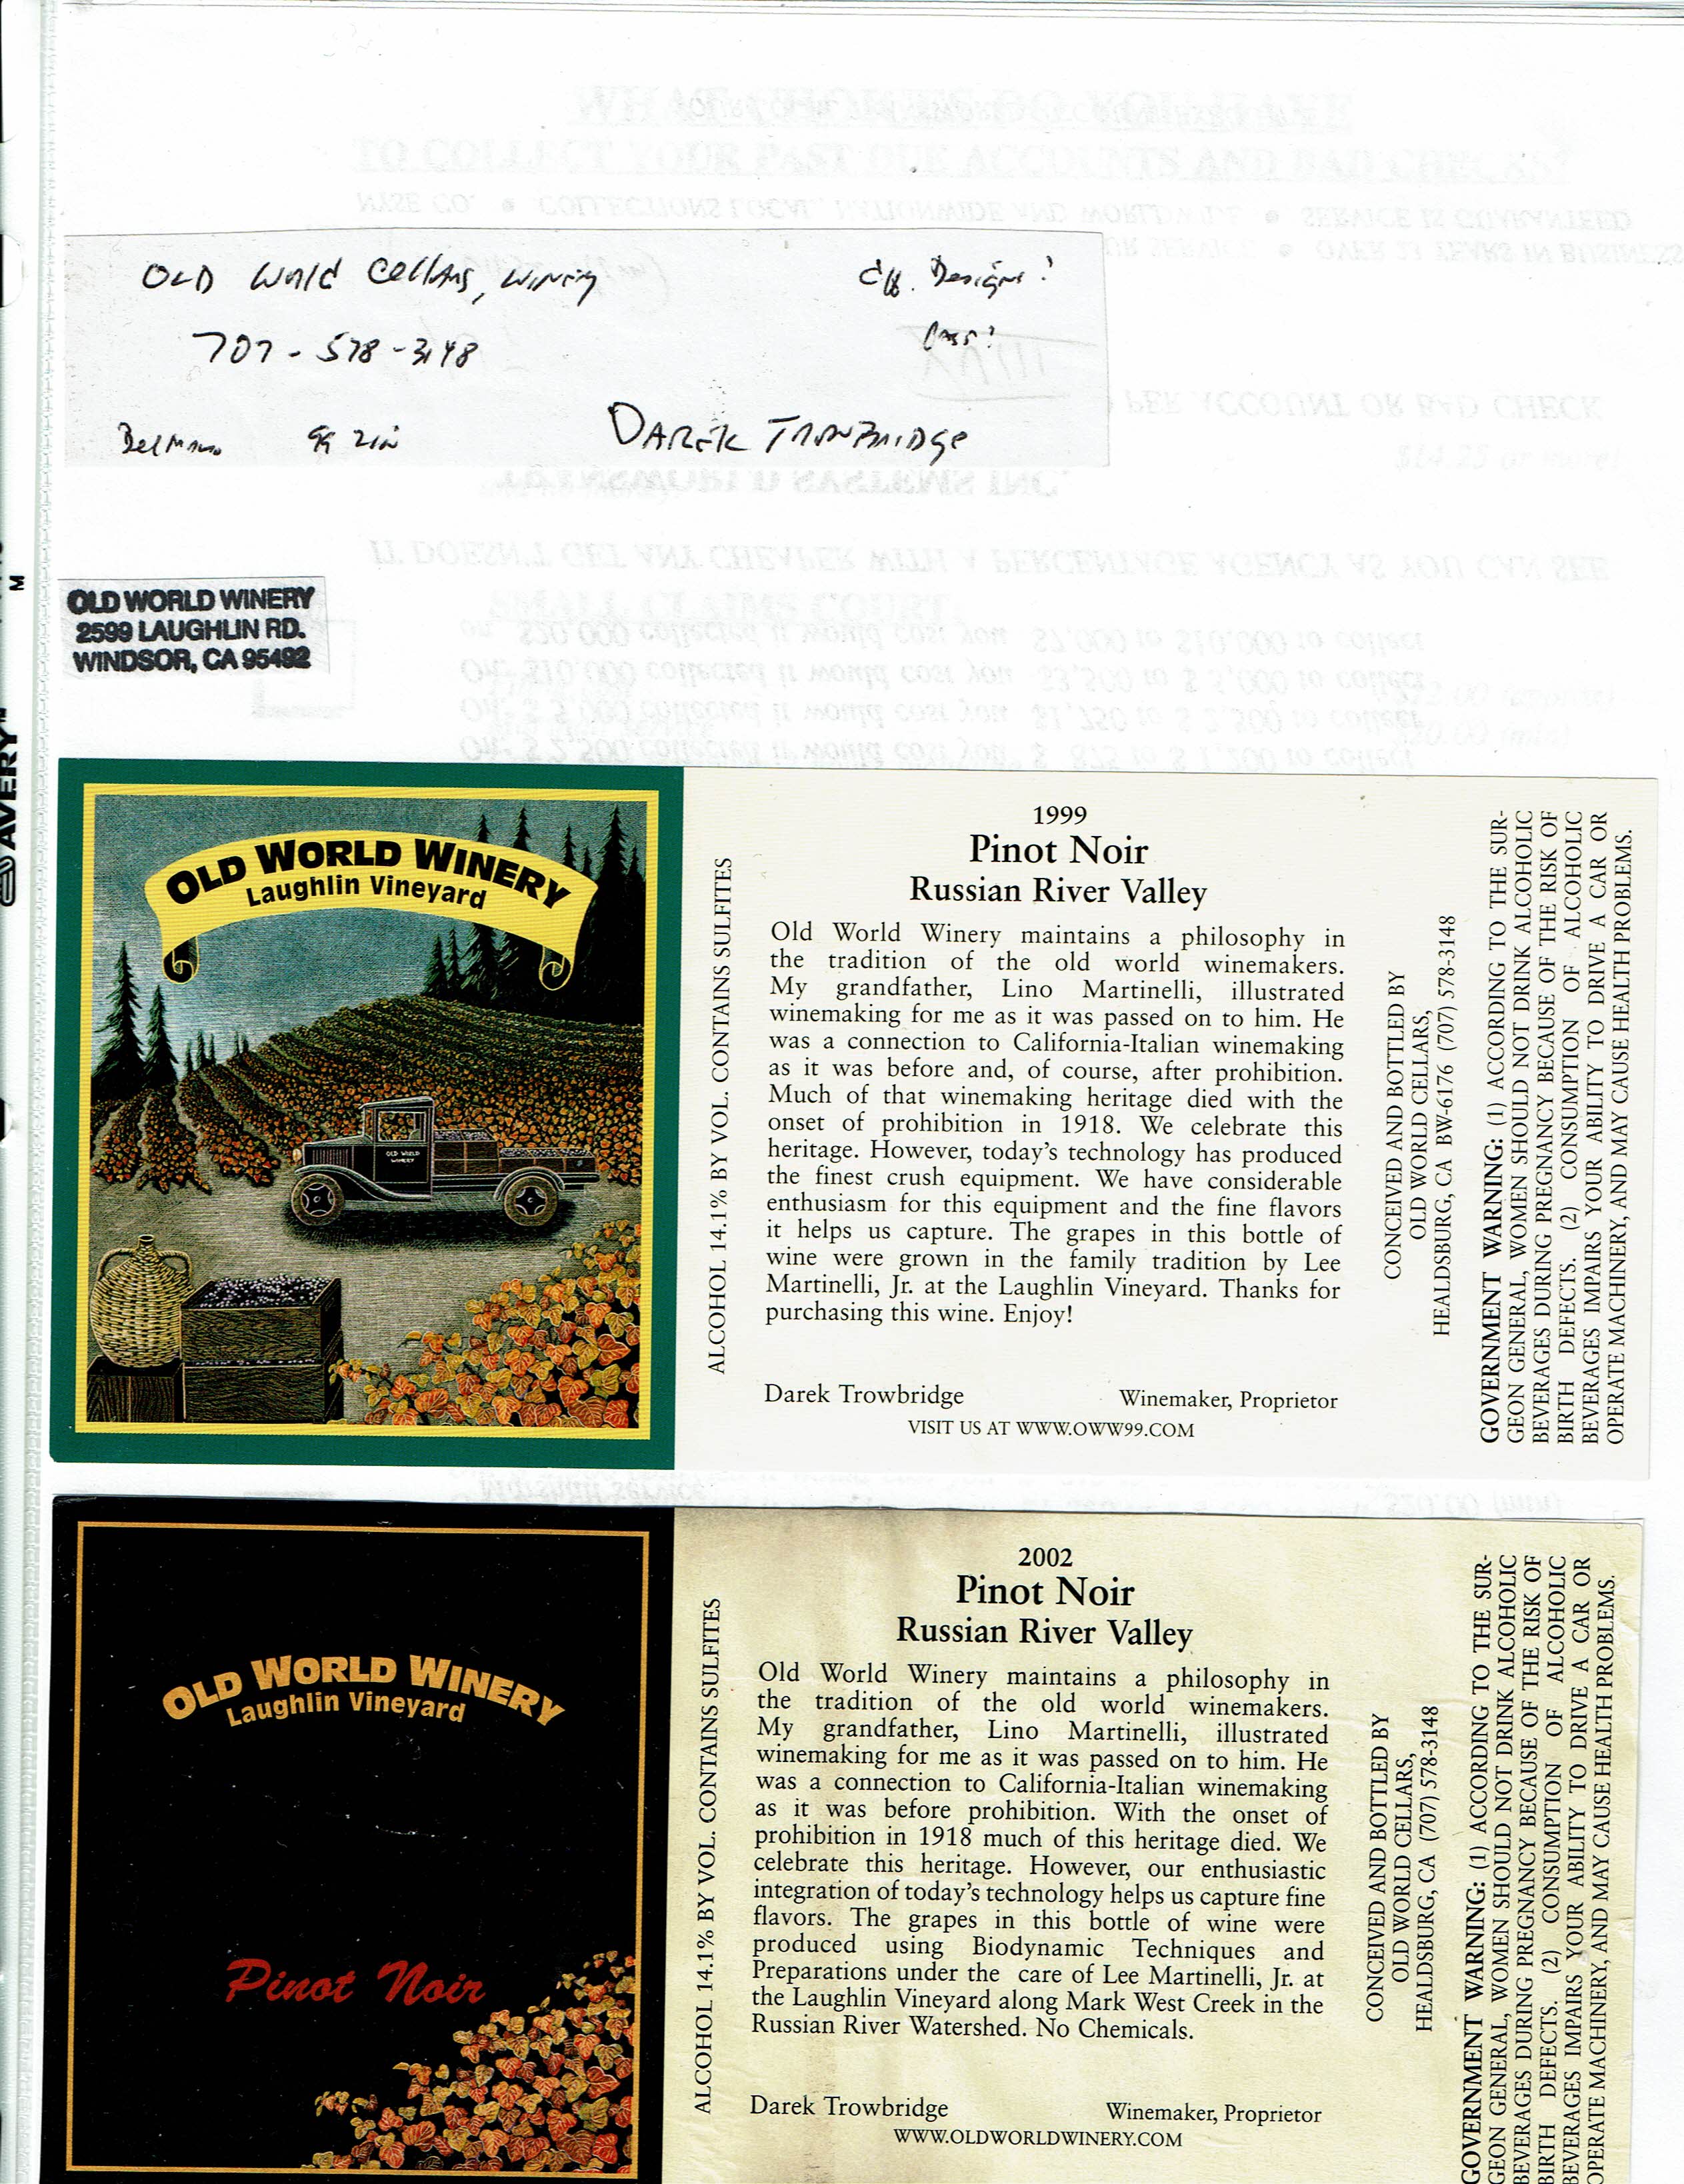 OLD World Cellars, Winery
707-578-3148
99 Zin
Designs?
DAREK TROWBRIDGE
OLD WORLD WINERY
2599 LAUGHLIN RD.
WINDSOR, CA 95492
AVERY
OLD WORLD WINERY
Laughlin Vineyard
OLD WORLD
WINERY
ALCOHOL 14.1% BY VOL. CONTAINS SULFITES
1999
Pinot Noir
Russian River Valley
Old World Winery maintains a philosophy in
the tradition of the old world winemakers.
My grandfather, Lino Martinelli, illustrated
winemaking for me as it was passed on to him. He
was a connection to California-Italian winemaking
as it was before and, of course, after prohibition.
Much of that winemaking heritage died with the
onset of prohibition in 1918. We celebrate this
heritage. However, today's technology has produced
the finest crush equipment. We have considerable
enthusiasm for this equipment and the fine flavors
it helps us capture. The grapes in this bottle of
wine were grown in the family tradition by Lee
Martinelli, Jr. at the Laughlin Vineyard. Thanks for
purchasing this wine. Enjoy!
Darek Trowbridge Winemaker, Proprietor
VISIT US AT WWW.OWW99.COM
CONCEIVED AND BOTTLED BY
OLD WORLD CELLARS,
HEALDSBURG, CA BW-6176 (707) 578-3148
GOVERNMENT WARNING: (1) ACCORDING TO THE SUR-
GEON GENERAL, WOMEN SHOULD NOT DRINK ALCOHOLIC
BEVERAGES DURING PREGNANCY BECAUSE OF THE RISK OF
BIRTH DEFECTS. (2) CONSUMPTION OF ALCOHOLIC
BEVERAGES IMPAIRS YOUR ABILITY TO DRIVE A CAR OR
OPERATE MACHINERY, AND MAY CAUSE HEALTH PROBLEMS.
OLD WORLD WINERY
Laughlin Vineyard
Pinot Noir
ALCOHOL 14.1% BY VOL. CONTAINS SULFITES
2002
Pinot Noir
Russian River Valley
Old World Winery maintains a philosophy in
the tradition of the old world winemakers.
My grandfather, Lino Martinelli, illustrated
winemaking for me as it was passed on to him. He
was a connection to California-Italian winemaking
as it was before prohibition. With the onset of
prohibition in 1918 much of this heritage died. We
celebrate this heritage. However, our enthusiastic
integration of today's technology helps us capture fine
flavors. The grapes in this bottle of wine were
produced using Biodynamic Techniques and
Preparations under the care of Lee Martinelli, Jr. at
the Laughlin Vineyard along Mark West Creek in the
Russian River Watershed. No Chemicals.
Darek Trowbridge Winemaker, Proprietor
WWW.OLDWORLDWINERY.COM
CONCEIVED AND BOTTLED BY
OLD WORLD CELLARS,
HEALDSBURG, CA (707) 578-3148
GOVERNMENT WARNING: (1) ACCORDING TO THE SUR-
GEON GENERAL, WOMEN SHOULD NOT DRINK ALCOHOLIC
BEVERAGES DURING PREGNANCY BECAUSE OF THE RISK OF
BIRTH DEFECTS. (2) CONSUMPTION OF ALCOHOLIC
BEVERAGES IMPAIRS YOUR ABILITY TO DRIVE A CAR OR
OPERATE MACHINERY, AND MAY CAUSE HEALTH PROBLEMS.